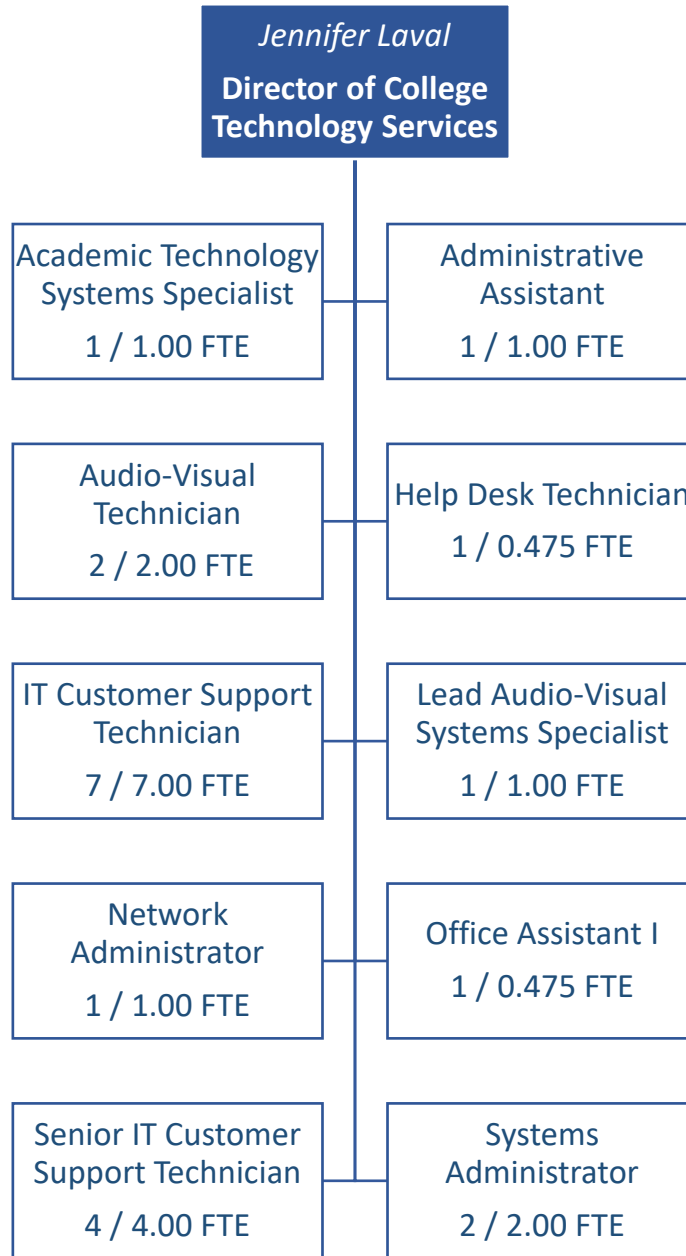 Jennifer Laval
Director of College
Technology Services
Academic Technology
Systems Specialist
1 / 1.00 FTE
Administrative
Assistant
1 / 1.00 FTE
Audio-Visual
Technician
2 / 2.00 FTE
Help Desk Technician
1 / 0.475 FTE
IT Customer Support
Technician
7 / 7.00 FTE
Lead Audio-Visual
Systems Specialist
1 / 1.00 FTE
Network
Administrator
1 / 1.00 FTE
Office Assistant I
1 / 0.475 FTE
Senior IT Customer
Support Technician
4 / 4.00 FTE
Systems
Administrator
2 / 2.00 FTE